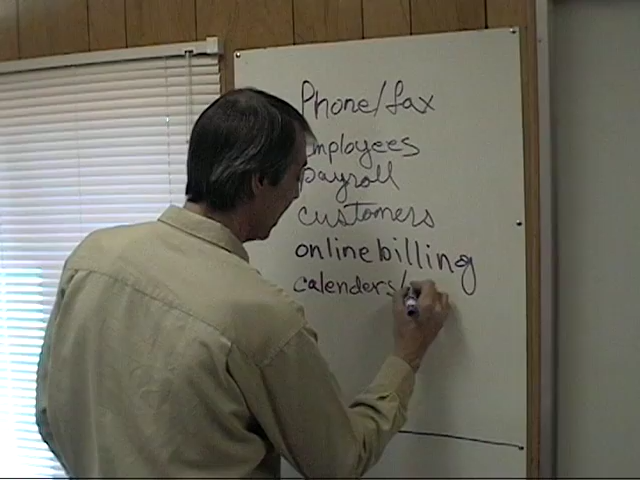 Phone/fax
employees
payroll
customers
online billing
calenders/